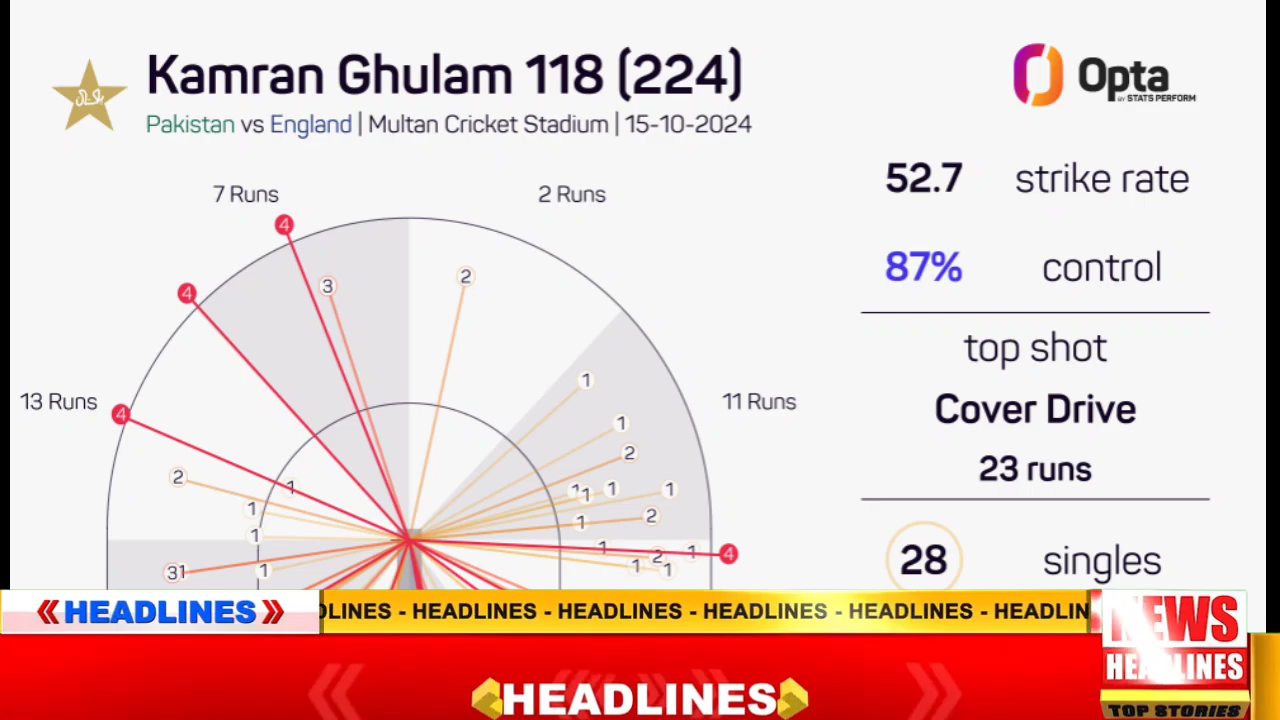 Kamran Ghulam 118 (224)
Pakistan vs England | Multan Cricket Stadium | 15-10-2024
Opta
BY STATS PERFORM
52.7 strike rate
87% control
top shot
Cover Drive
23 runs
28 singles
7 Runs
2 Runs
4
3
2
4
1
13 Runs
4
11 Runs
1
2
2
1
1
1
1
1
1
2
1
1
1
2
1
4
31
1
1
1
HEADLINES
DLINES - HEADLINES - HEADLINES - HEADLINES - HEADLINES - HEADLIN
NEWS
HEADLINES
TOP STORIES
HEADLINES